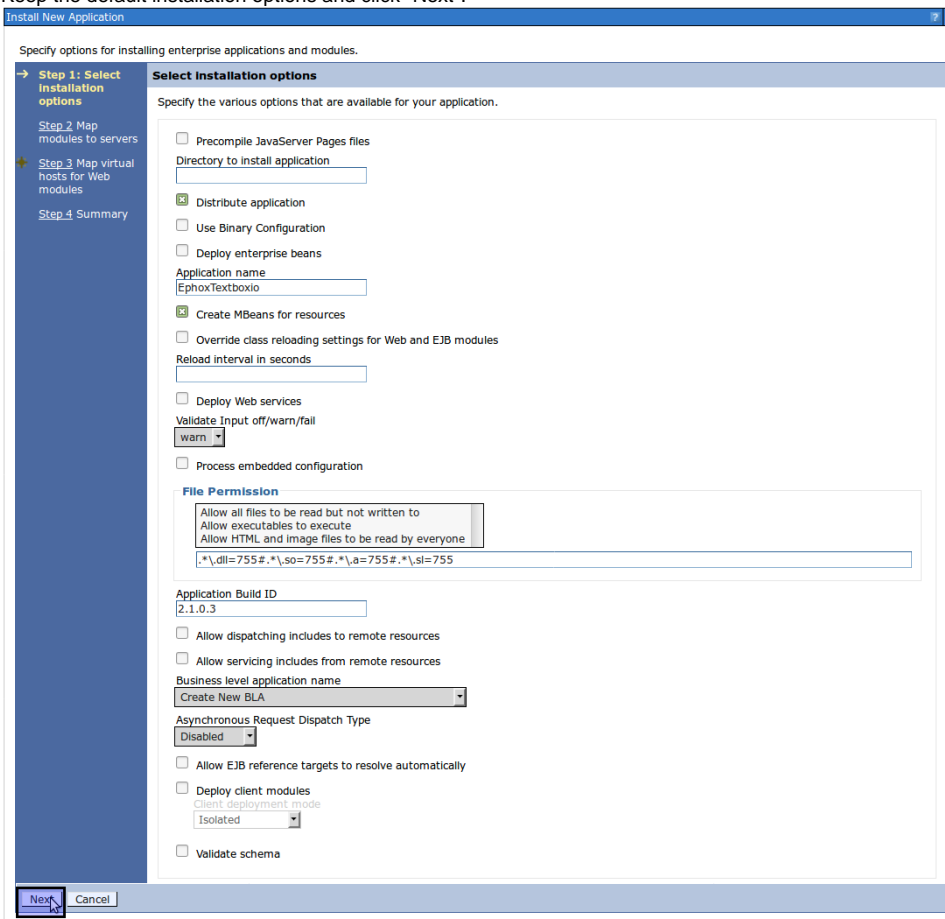 Keep the default installation options and click "Next".
Install New Application
?
Specify options for installing enterprise applications and modules.
Step 1: Select
installation
options
Step 2 Map
modules to servers
Step 3 Map virtual
hosts for Web
modules
Step 4 Summary
Select installation options
Specify the various options that are available for your application.
Precompile JavaServer Pages files
Directory to install application
Distribute application
Use Binary Configuration
Deploy enterprise beans
Application name
EphoxTextboxio
Create MBeans for resources
Override class reloading settings for Web and EJB modules
Reload interval in seconds
Deploy Web services
Validate Input off/warn/fail
warn
Process embedded configuration
File Permission
Allow all files to be read but not written to
Allow executables to execute
Allow HTML and image files to be read by everyone
.*\.dll=755#.*\.so=755#.*\.a=755#.*\.sl=755
Application Build ID
2.1.0.3
Allow dispatching includes to remote resources
Allow servicing includes from remote resources
Business level application name
Create New BLA
Asynchronous Request Dispatch Type
Disabled
Allow EJB reference targets to resolve automatically
Deploy client modules
Client deployment mode
Isolated
Validate schema
Next Cancel